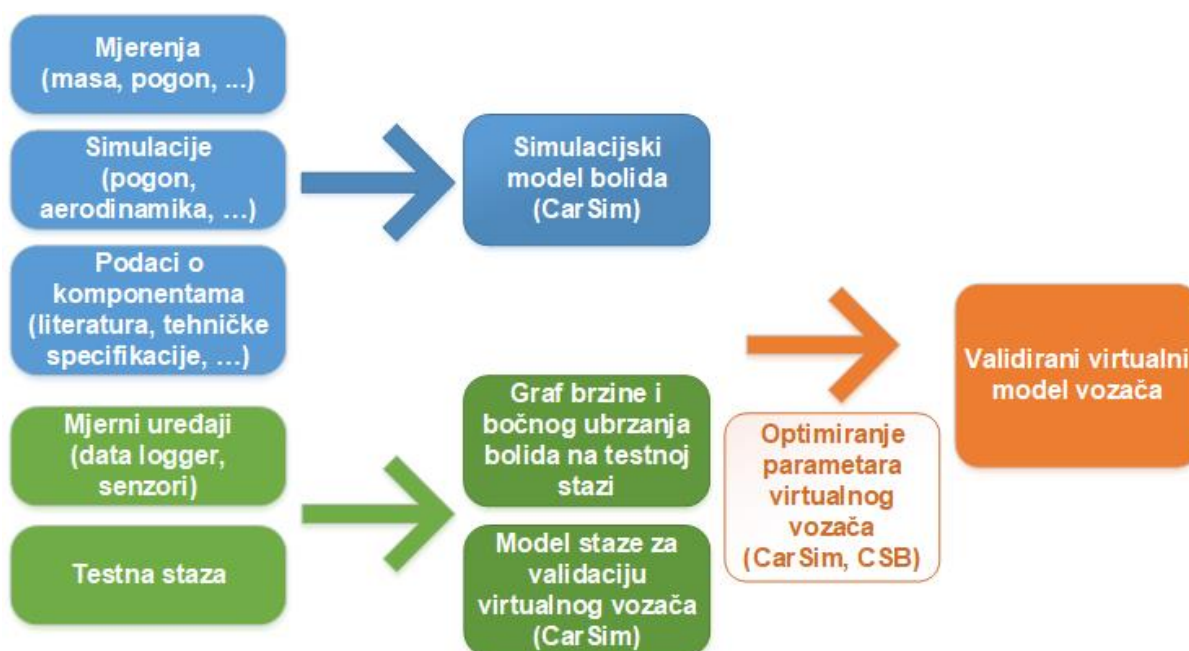 Mjerenja
(masa, pogon, ...)
Simulacije
(pogon,
aerodinamika, ...)
Podaci o
komponentama
(literatura, tehničke
specifikacije, ...)
Mjerni uređaji
(data logger,
senzori)
Testna staza
Simulacijski
model bolida
(CarSim)
Graf brzine i
bočnog ubrzanja
bolida na testnoj
stazi
Model staze za
validaciju
virtualnog vozača
(CarSim)
Optimiranje
parametara
virtualnog
vozača
(CarSim, CSB)
Validirani virtualni
model vozača